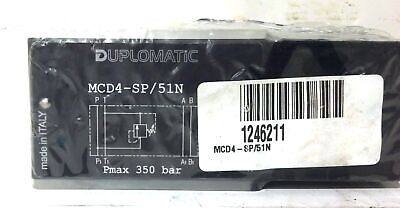 DUPLOMATIC
MCD4-SP/51N
P T A B
made in ITALY
P₁ T₁ A₁ B₁
Pmax 350 bar
1246211
MCD4-SP/51N